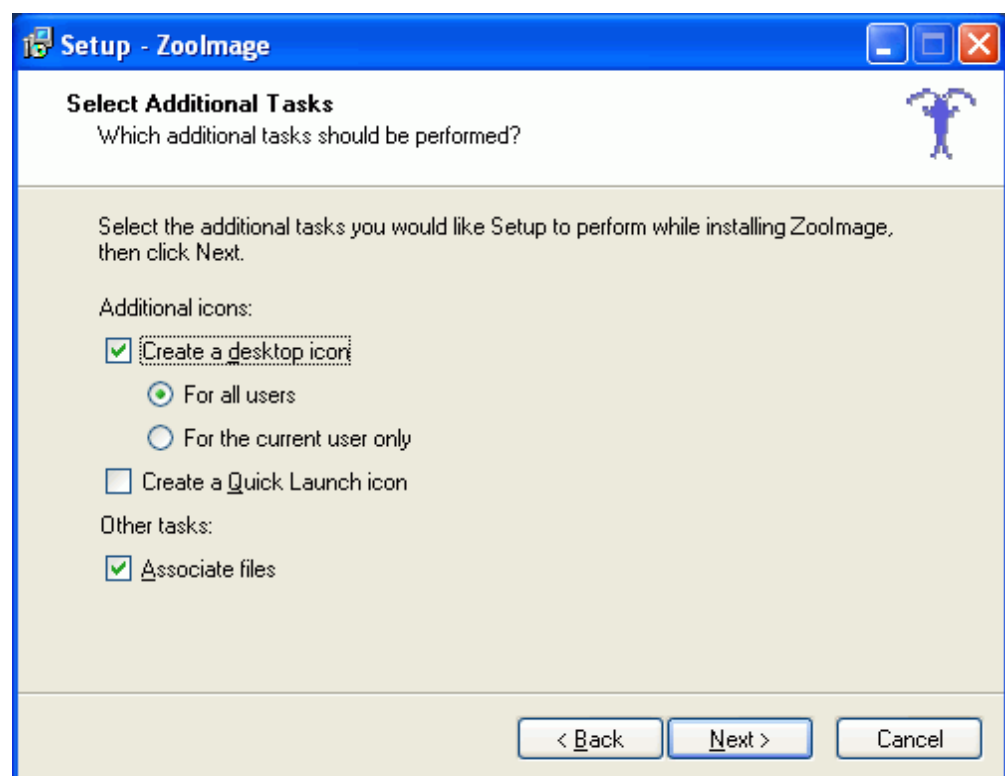 Setup - ZooImage
Select Additional Tasks
Which additional tasks should be performed?
Select the additional tasks you would like Setup to perform while installing ZooImage,
then click Next.
Additional icons:
Create a desktop icon
For all users
For the current user only
Create a Quick Launch icon
Other tasks:
Associate files
< Back
Next >
Cancel